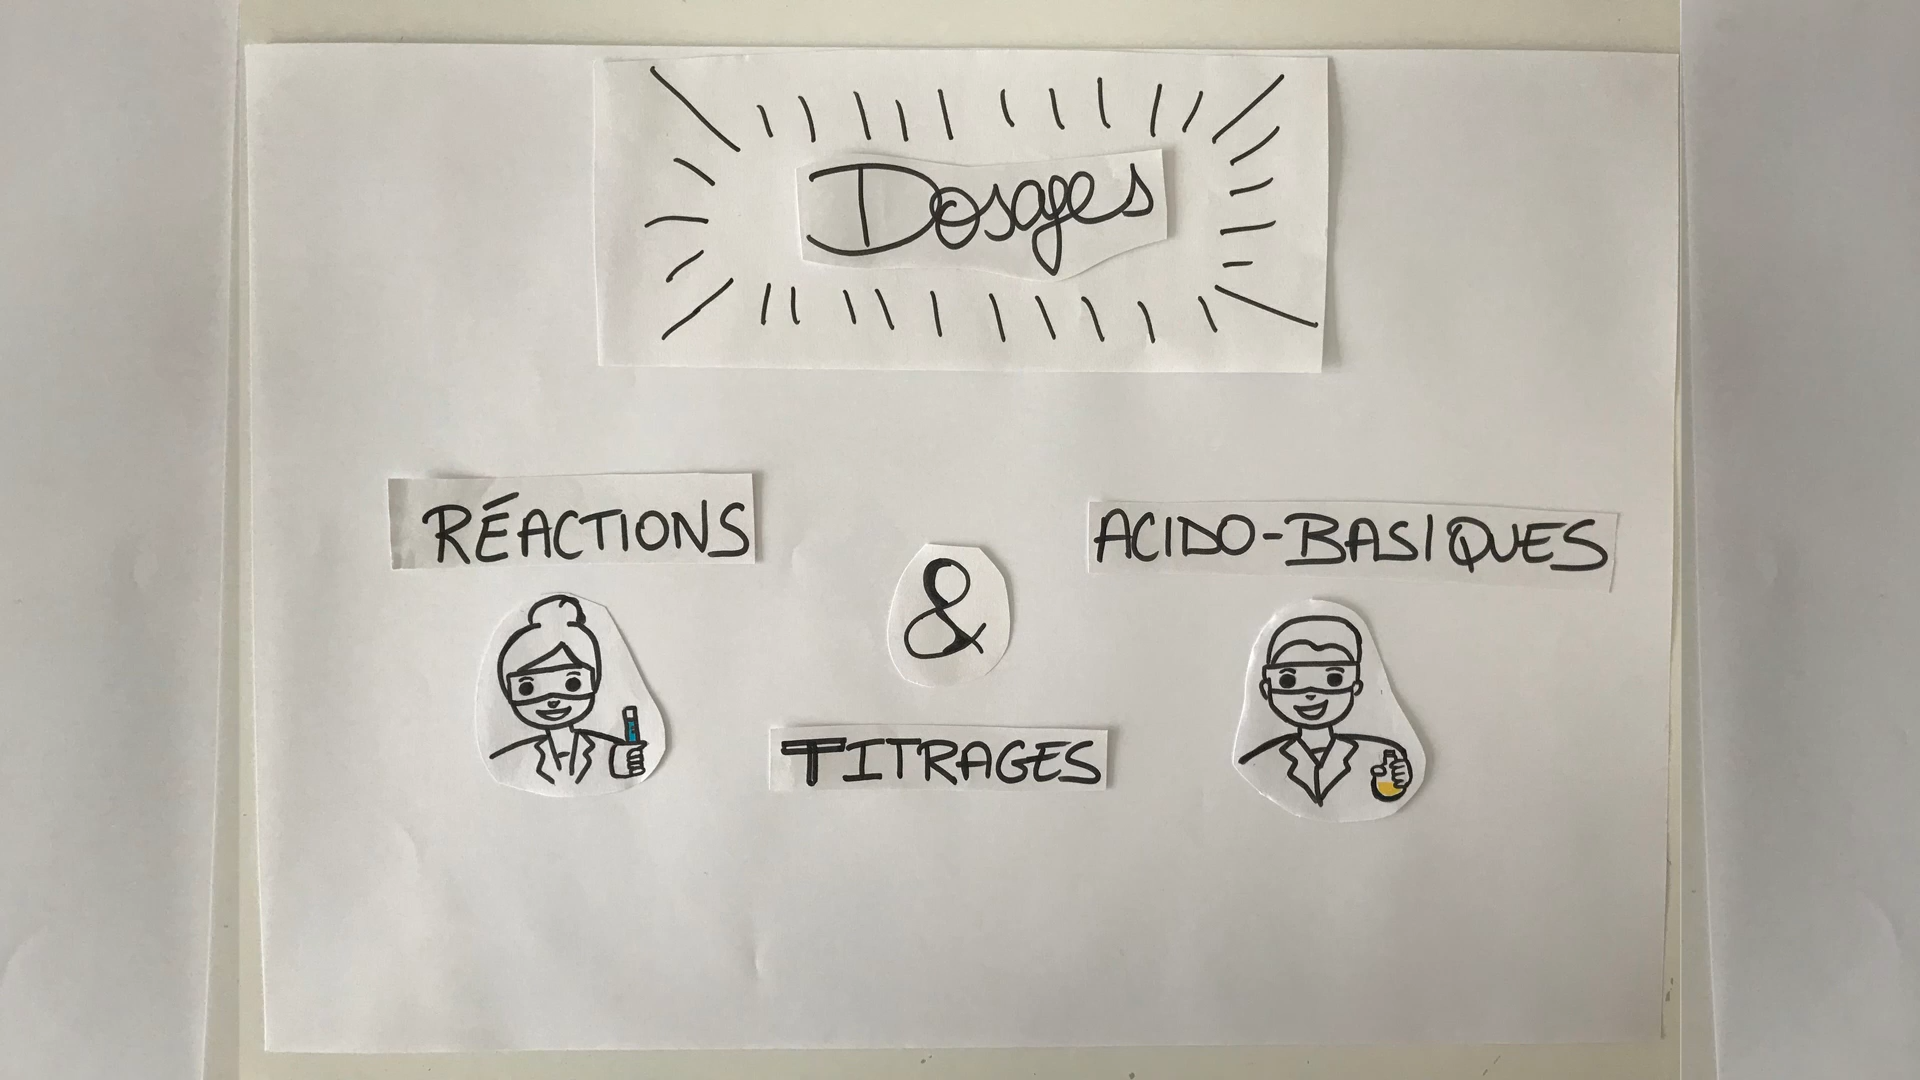 Dosages
RÉACTIONS
ACIDO-BASIQUES
&
TITRAGES